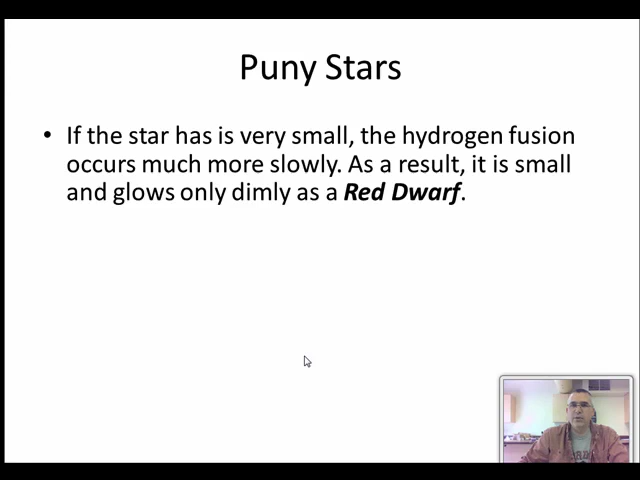 Puny Stars
• If the star has is very small, the hydrogen fusion
occurs much more slowly. As a result, it is small
and glows only dimly as a Red Dwarf.